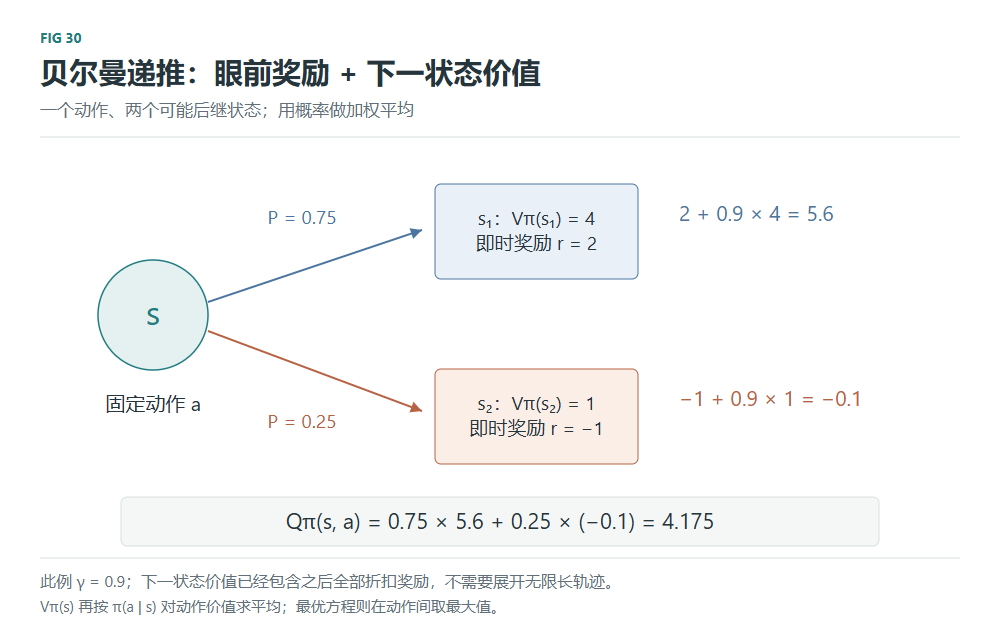 FIG 30
贝尔曼递推：眼前奖励 + 下一状态价值
一个动作、两个可能后继状态；用概率做加权平均
P = 0.75
s₁：Vπ(s₁) = 4
即时奖励 r = 2
2 + 0.9 × 4 = 5.6
s
固定动作 a
P = 0.25
s₂：Vπ(s₂) = 1
即时奖励 r = −1
−1 + 0.9 × 1 = −0.1
Qπ(s, a) = 0.75 × 5.6 + 0.25 × (−0.1) = 4.175
此例 γ = 0.9；下一状态价值已经包含之后全部折扣奖励，不需要展开无限长轨迹。
Vπ(s) 再按 π(a | s) 对动作价值求平均；最优方程则在动作间取最大值。